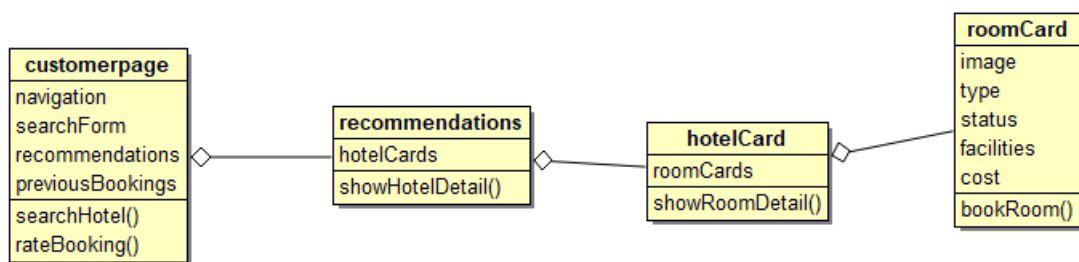 customerpage
navigation
searchForm
recommendations
previousBookings
searchHotel()
rateBooking()
recommendations
hotelCards
showHotelDetail()
hotelCard
roomCards
showRoomDetail()
roomCard
image
type
status
facilities
cost
bookRoom()